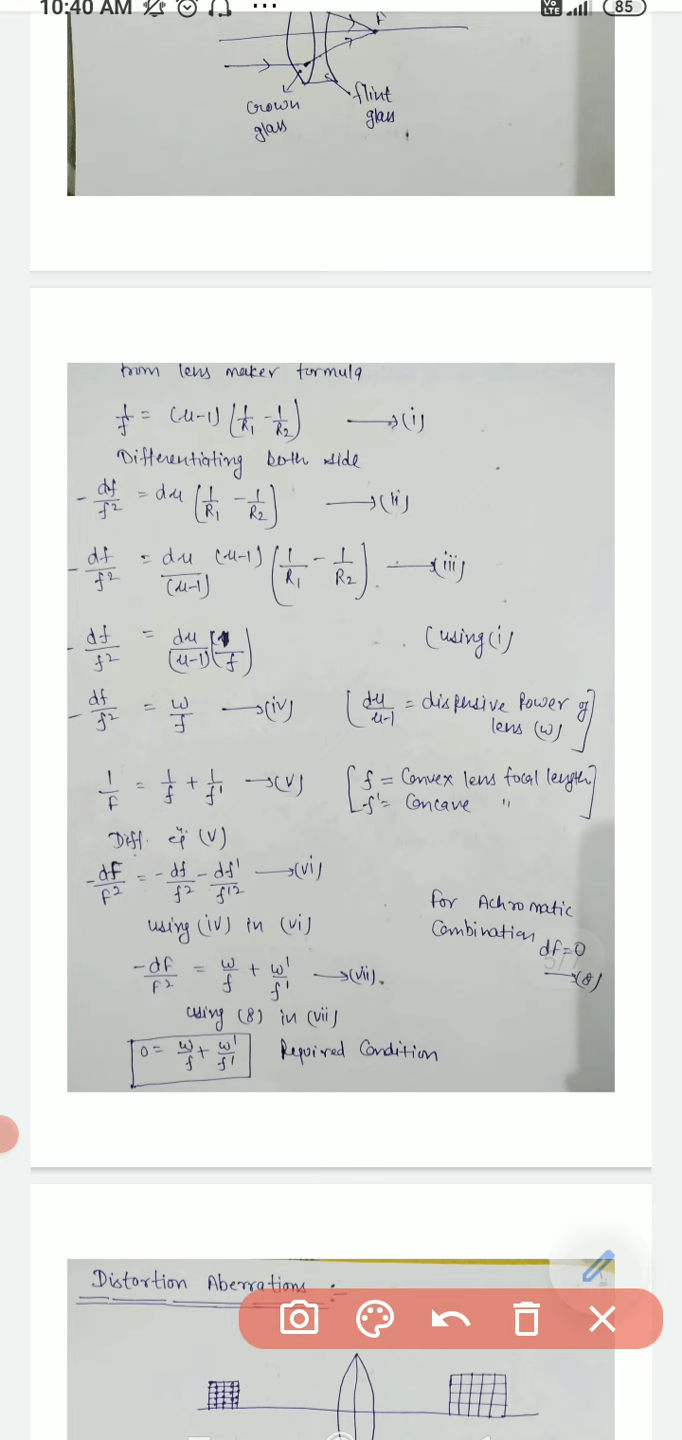 10:40 AM ...
Vo LTE 85
F
Crown glass
flint glass
from lens maker formula
1/f = (μ-1) (1/R₁ - 1/R₂) ⟶(i)
Differentiating both side
- df/f² = dμ (1/R₁ - 1/R₂) ⟶(ii)
- df/f² = dμ/(μ-1) (μ-1) (1/R₁ - 1/R₂) ⟶(iii)
- df/f² = dμ/(μ-1) (1/f) (using (i)
- df/f² = ω/f ⟶(iv) [dμ/μ-1 = dispersive Power of lens (ω)]
1/F = 1/f + 1/f' ⟶(v) [f = Convex lens focal length
f' = Concave "]
Diff. eq (v)
-dF/F² = -df/f² - df'/f'² ⟶(vi)
using (iv) in (vi)
for Achromatic Combination
dF=0 ⟶(8)
-dF/F² = ω/f + ω'/f' ⟶(vii).
using (8) in (vii)
0 = ω/f + ω'/f' Required Condition
Distortion Aberrations :-